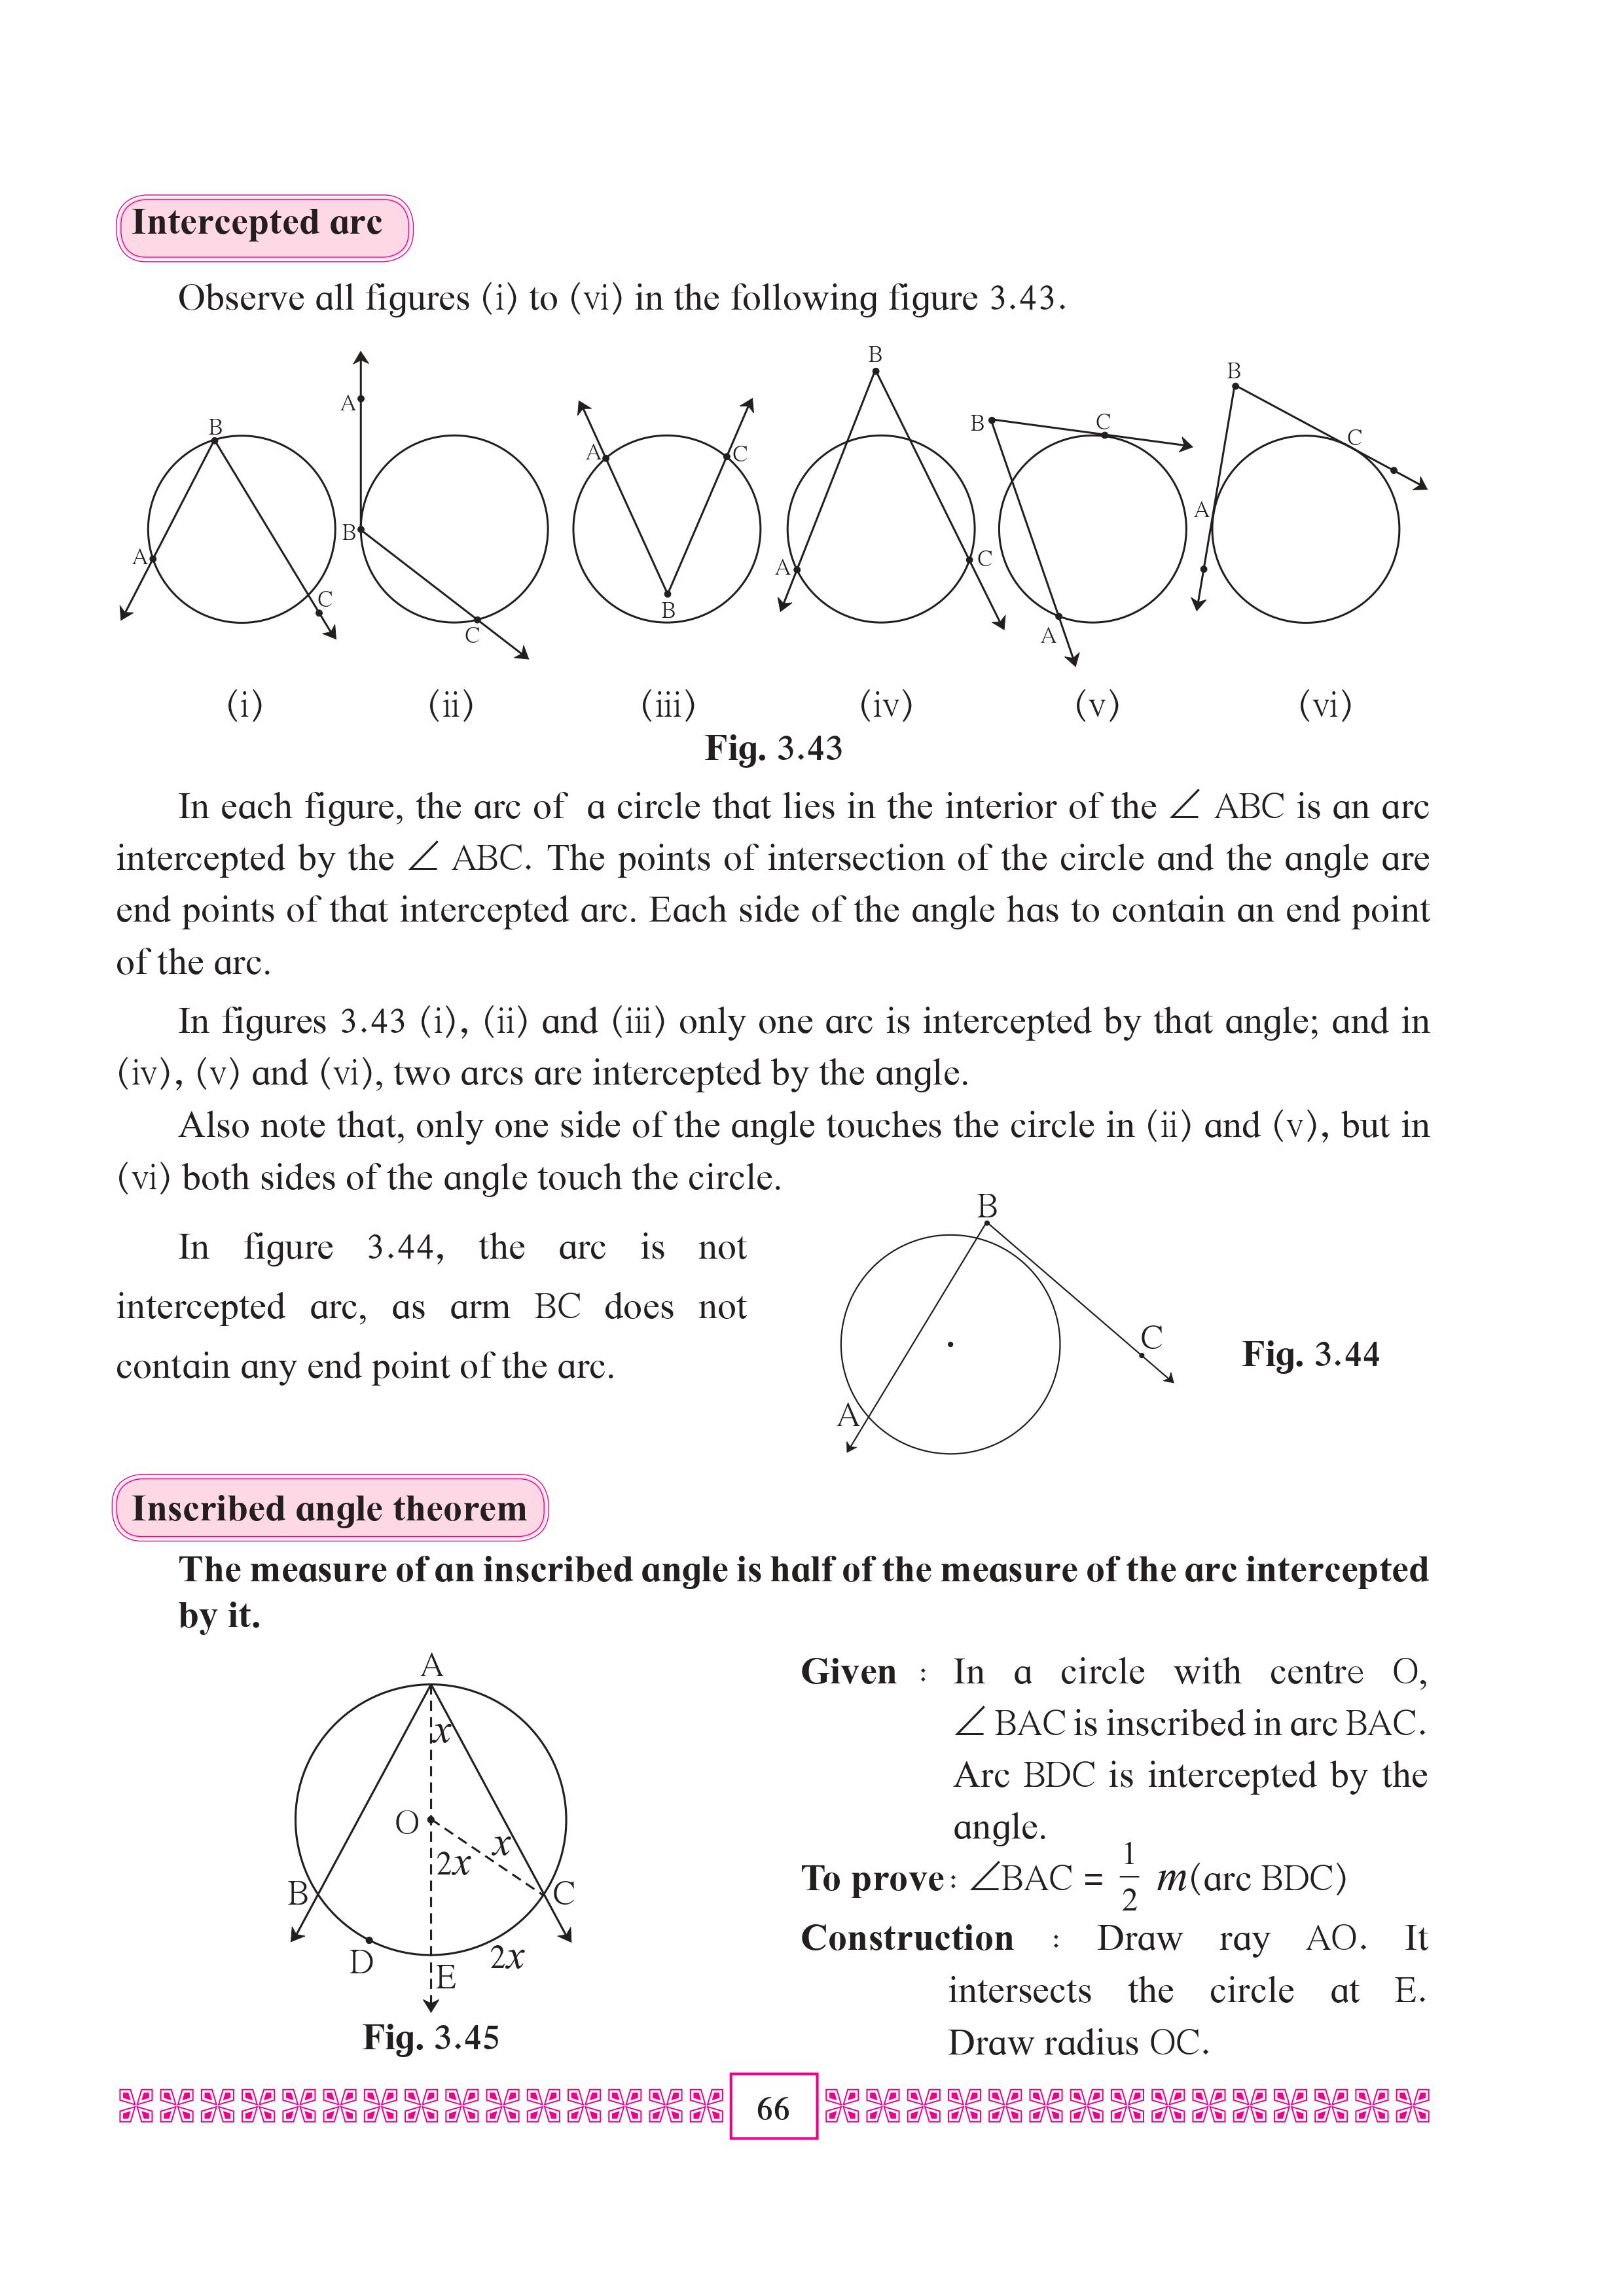 Intercepted arc
Observe all figures (i) to (vi) in the following figure 3.43.
B
A
C
A
B
C
A
C
B
B
A
C
B
C
A
B
A
C
(i) (ii) (iii) (iv) (v) (vi)
Fig. 3.43
In each figure, the arc of a circle that lies in the interior of the ∠ ABC is an arc
intercepted by the ∠ ABC. The points of intersection of the circle and the angle are
end points of that intercepted arc. Each side of the angle has to contain an end point
of the arc.
In figures 3.43 (i), (ii) and (iii) only one arc is intercepted by that angle; and in
(iv), (v) and (vi), two arcs are intercepted by the angle.
Also note that, only one side of the angle touches the circle in (ii) and (v), but in
(vi) both sides of the angle touch the circle.
In figure 3.44, the arc is not
intercepted arc, as arm BC does not
contain any end point of the arc.
B
C
A
Fig. 3.44
Inscribed angle theorem
The measure of an inscribed angle is half of the measure of the arc intercepted
by it.
A
x
O
x
2x
B
C
D
E
2x
Fig. 3.45
Given : In a circle with centre O,
∠ BAC is inscribed in arc BAC.
Arc BDC is intercepted by the
angle.
To prove : ∠BAC = 1/2 m(arc BDC)
Construction : Draw ray AO. It
intersects the circle at E.
Draw radius OC.
66